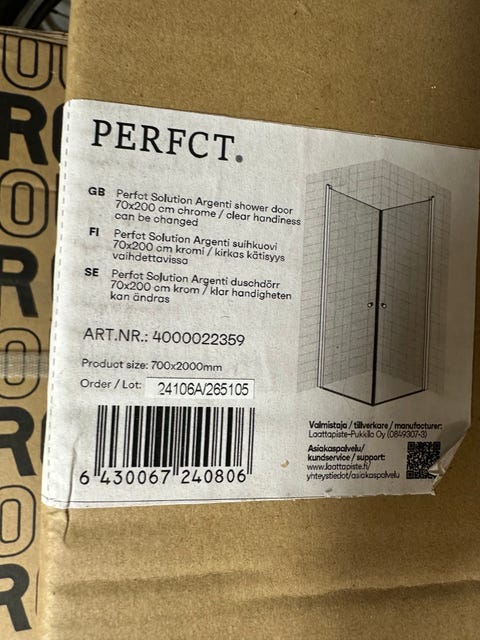 PERFCT.
GB Perfct Solution Argenti shower door
70x200 cm chrome / clear handiness
can be changed
FI Perfct Solution Argenti suihkuovi
70x200 cm kromi / kirkas kätisyys
vaihdettavissa
SE Perfct Solution Argenti duschdörr
70x200 cm krom / klar handigheten
kan ändras
ART.NR.: 4000022359
Product size: 700x2000mm
Order / Lot: 24106A/265105
6 430067 240806
Valmistaja / tillverkare / manufacturer:
Laattapiste-Pukkila Oy (0849307-3)
Asiakaspalvelu/
kundservice / support:
www.laattapiste.fi/
yhteystiedot/asiakaspalvelu